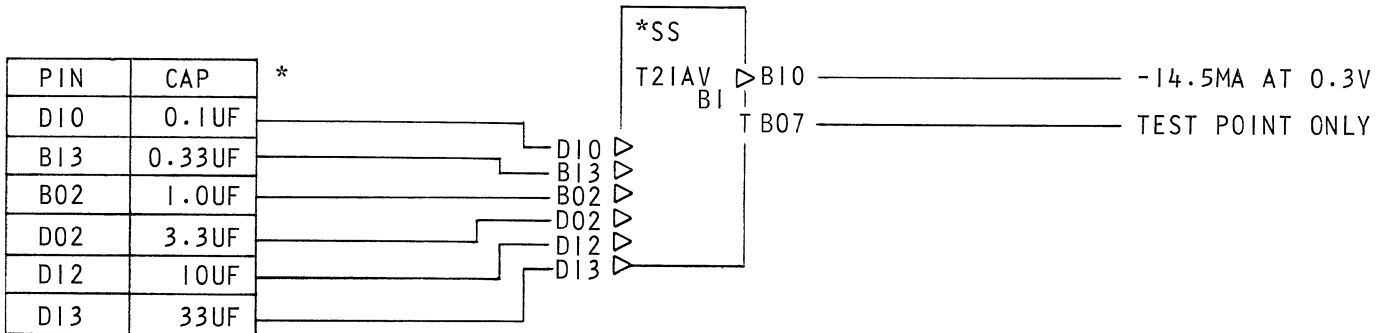 *SS
PIN CAP *
T21AV B10 -14.5MA AT 0.3V
B1
D10 0.1UF
T B07 TEST POINT ONLY
B13 0.33UF
D10
B13
B02 1.0UF
B02
D02 3.3UF
D02
D12 10UF
D12
D13
D13 33UF